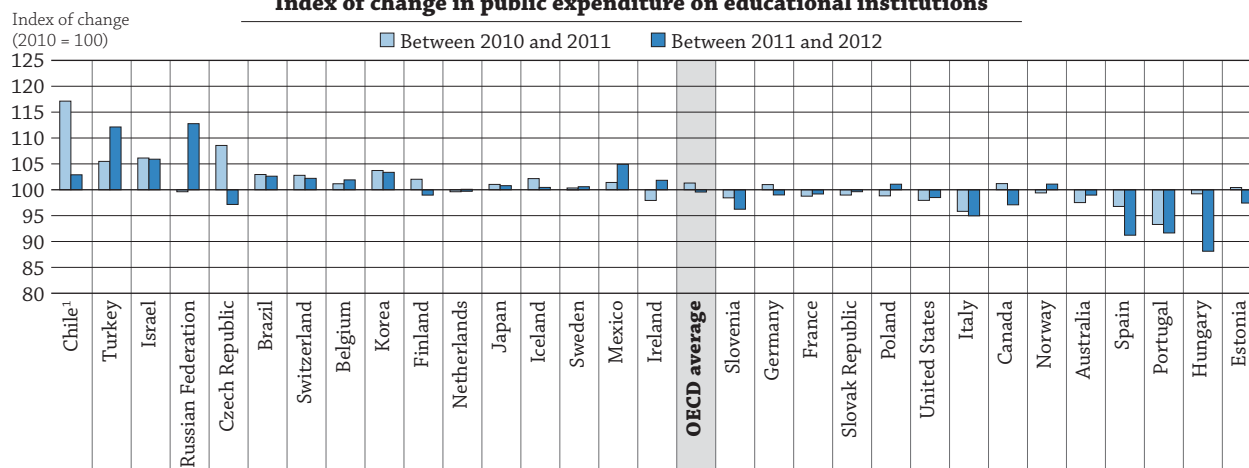 Index of change in public expenditure on educational institutions
Index of change
(2010 = 100)
Between 2010 and 2011
Between 2011 and 2012
125
120
115
110
105
100
95
90
85
80
Chile¹
Turkey
Israel
Russian Federation
Czech Republic
Brazil
Switzerland
Belgium
Korea
Finland
Netherlands
Japan
Iceland
Sweden
Mexico
Ireland
OECD average
Slovenia
Germany
France
Slovak Republic
Poland
United States
Italy
Canada
Norway
Australia
Spain
Portugal
Hungary
Estonia